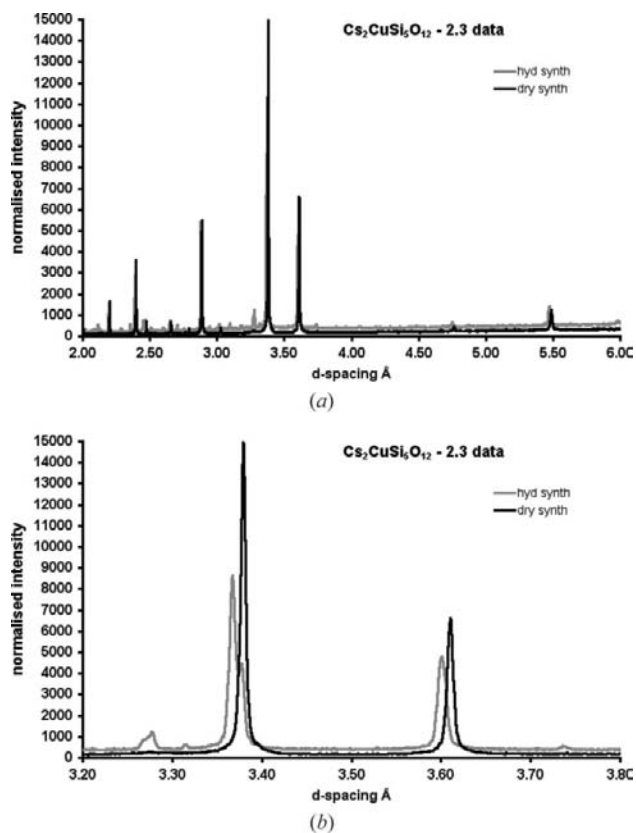 15000
14000
13000
12000
11000
10000
9000
8000
7000
6000
5000
4000
3000
2000
1000
0
normalised intensity
Cs₂CuSi₅O₁₂ - 2.3 data
hyd synth
dry synth
2.00 2.50 3.00 3.50 4.00 4.50 5.00 5.50 6.00
d-spacing Å
(a)
15000
14000
13000
12000
11000
10000
9000
8000
7000
6000
5000
4000
3000
2000
1000
0
normalised intensity
Cs₂CuSi₅O₁₂ - 2.3 data
hyd synth
dry synth
3.20 3.30 3.40 3.50 3.60 3.70 3.80
d-spacing Å
(b)